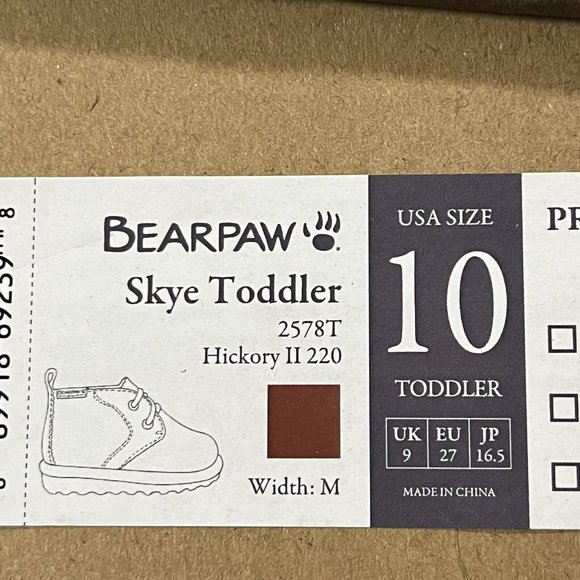 BEARPAW
Skye Toddler
2578T
Hickory II 220
BEARPAW
Width: M
USA SIZE
10
TODDLER
UK EU JP
9 27 16.5
MADE IN CHINA
PR